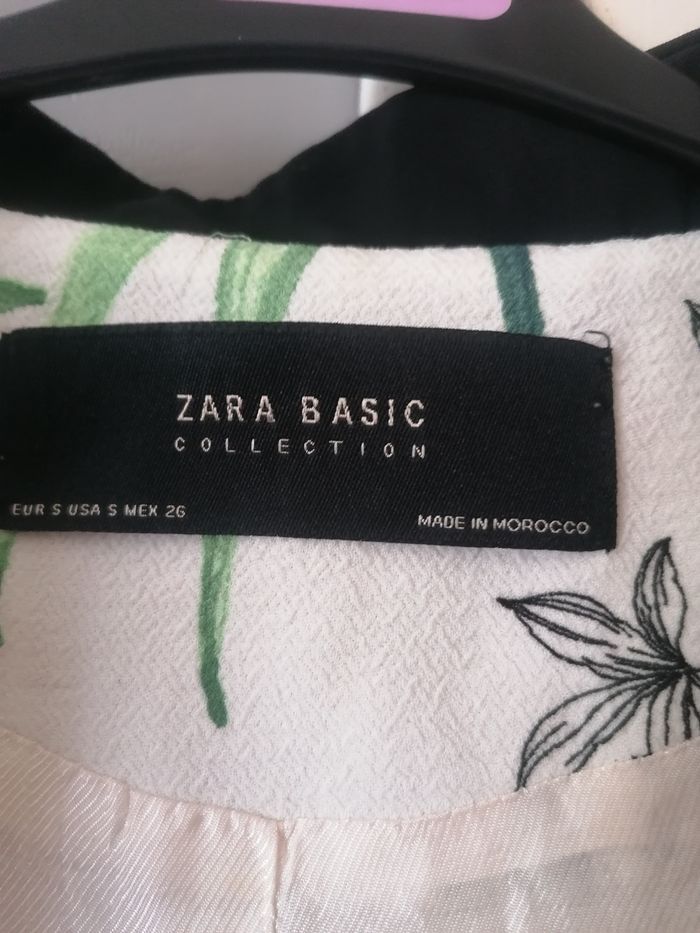 ZARA BASIC
COLLECTION
EUR S USA S MEX 26
MADE IN MOROCCO